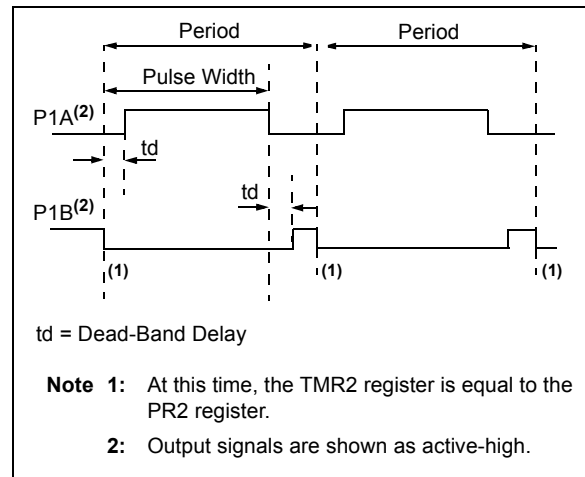 Period Period
Pulse Width
P1A(2)
td
td
P1B(2)
(1) (1) (1)
td = Dead-Band Delay
Note 1: At this time, the TMR2 register is equal to the
PR2 register.
2: Output signals are shown as active-high.